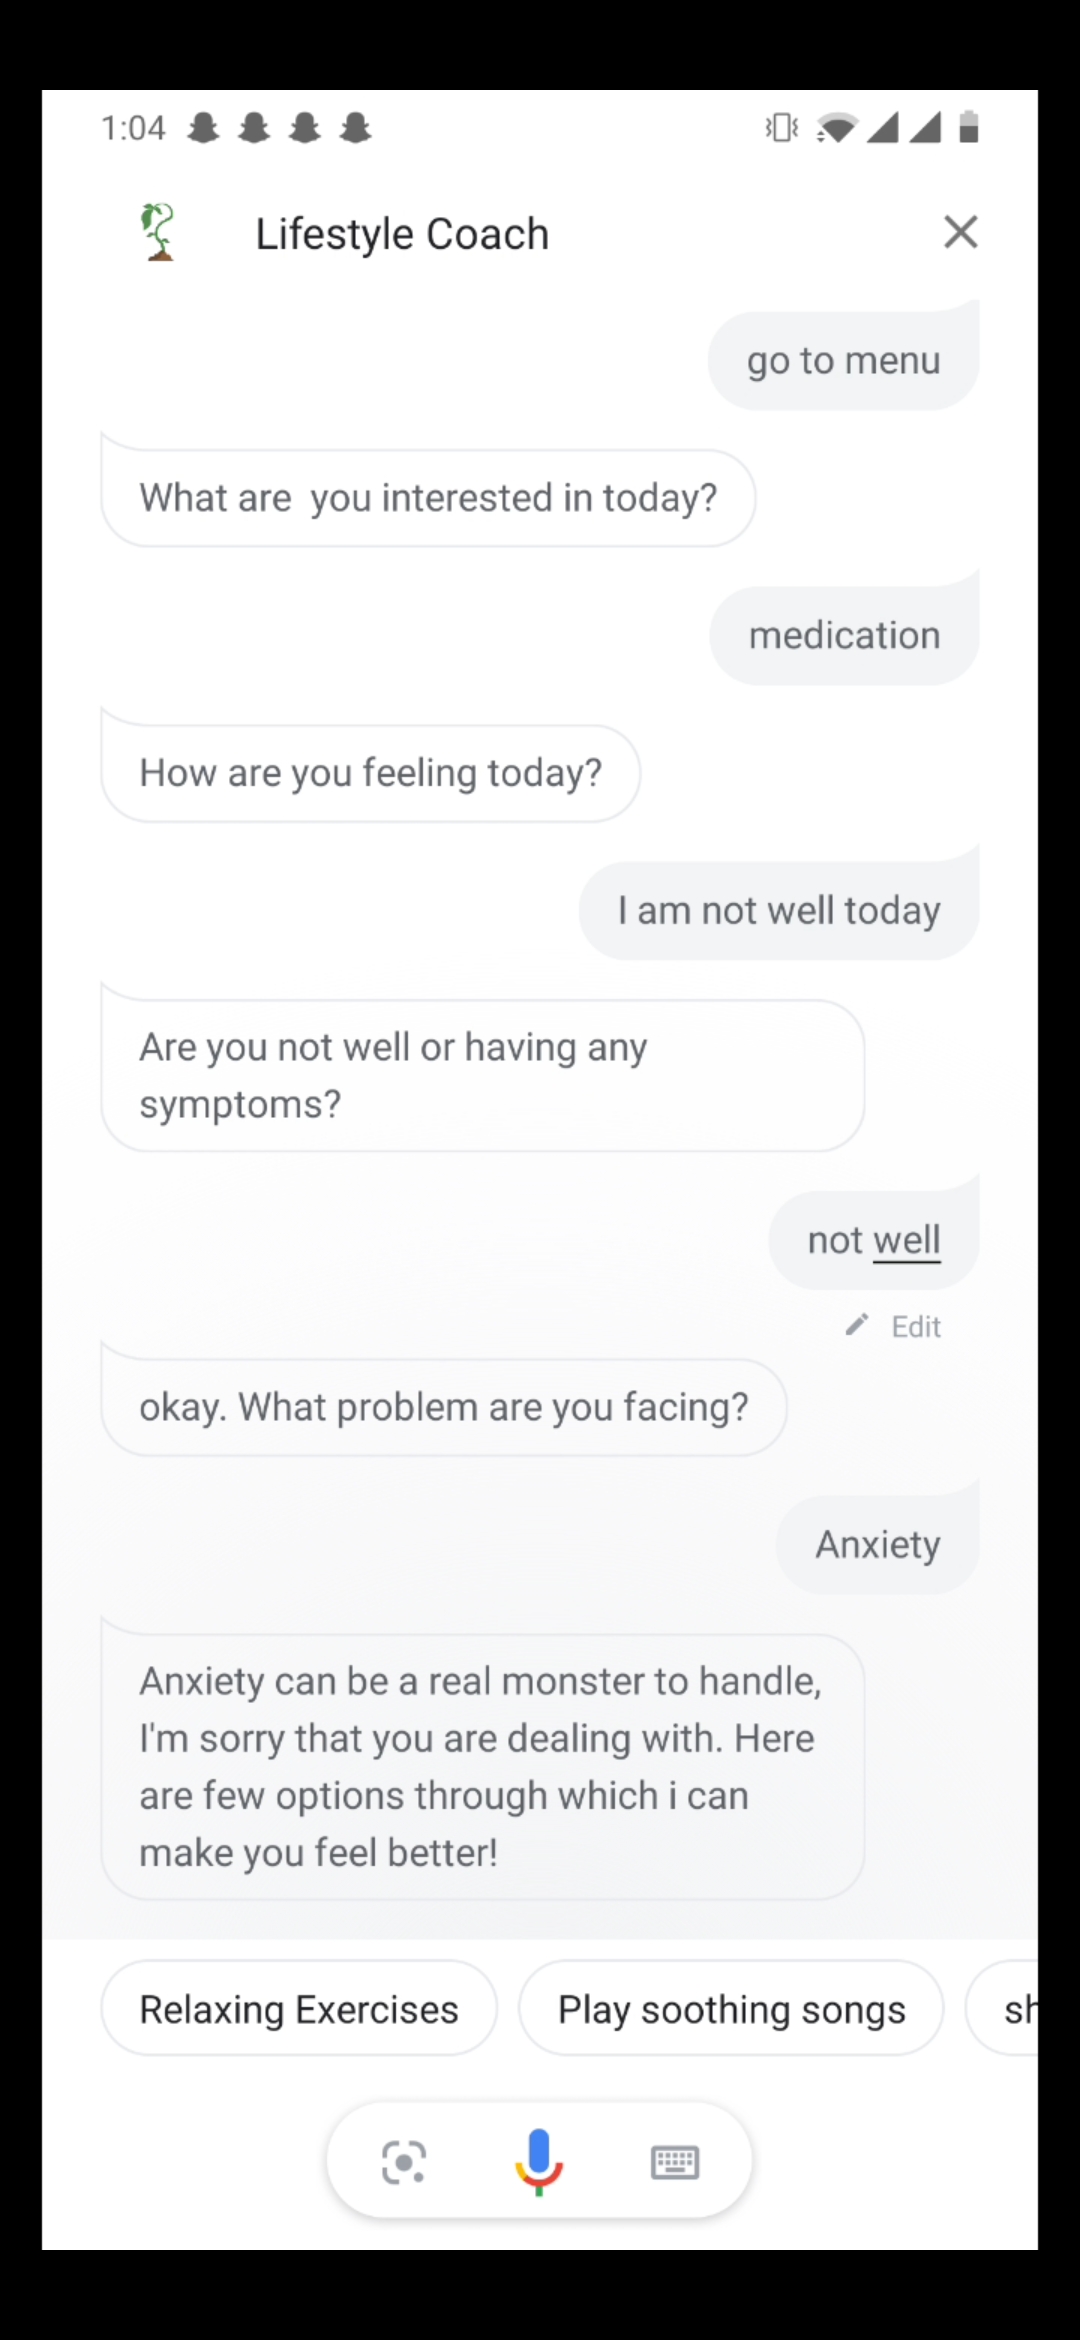 1:04
Lifestyle Coach
go to menu
What are  you interested in today?
medication
How are you feeling today?
I am not well today
Are you not well or having any
symptoms?
not well
Edit
okay. What problem are you facing?
Anxiety
Anxiety can be a real monster to handle,
I'm sorry that you are dealing with. Here
are few options through which i can
make you feel better!
Relaxing Exercises
Play soothing songs